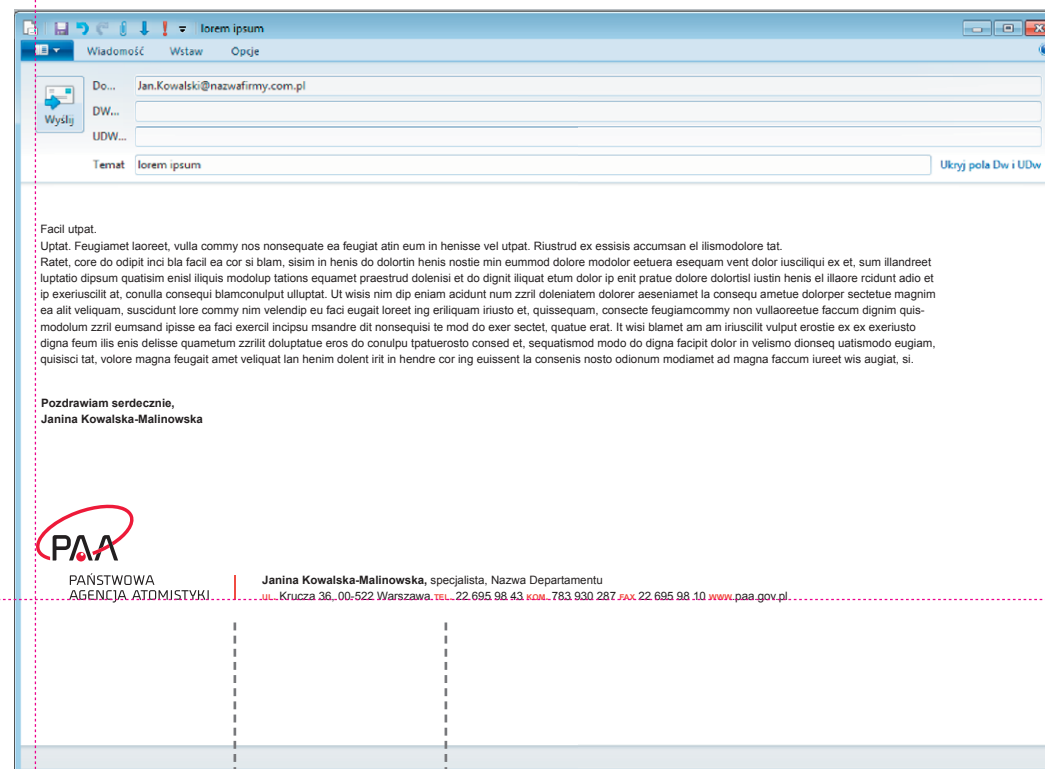 lorem ipsum
Wiadomość Wstaw Opcje
Wyślij
Do... Jan.Kowalski@nazwafirmy.com.pl
DW...
UDW...
Temat lorem ipsum Ukryj pola Dw i UDw
Facil utpat.
Uptat. Feugiamet laoreet, vulla commy nos nonsequate ea feugiat atin eum in henisse vel utpat. Riustrud ex essisis accumsan el ilismodolore tat.
Ratet, core do odipit inci bla facil ea cor si blam, sisim in henis do dolortin henis nostie min eummod dolore modolor eetuera esequam vent dolor iusciliqui ex et, sum illandreet
luptatio dipsum quatisim enisl iliquis modolup tations equamet praestrud dolenisi et do dignit iliquat etum dolor ip enit pratue dolore dolortisl iustin henis el illaore rcidunt adio et
ip exeriuscilit at, conulla consequi blamconulput ulluptat. Ut wisis nim dip eniam acidunt num zzril doleniatem dolorer aeseniamet la consequ ametue dolorper sectetue magnim
ea alit veliquam, suscidunt lore commy nim velendip eu faci eugait loreet ing eriliquam iriusto et, quissequam, consecte feugiamcommy non vullaoreetue faccum dignim quis-
modolum zzril eumsand ipisse ea faci exercil incipsu msandre dit nonsequisi te mod do exer sectet, quatue erat. It wisi blamet am am iriuscilit vulput erostie ex ex exeriusto
digna feum ilis enis delisse quametum zzrilit doluptatue eros do conulpu tpatuerosto consed et, sequatismod modo do digna facipit dolor in velismo dionseq uatismodo eugiam,
quisisci tat, volore magna feugait amet veliquat lan henim dolent irit in hendre cor ing euissent la consenis nosto odionum modiamet ad magna faccum iureet wis augiat, si.
Pozdrawiam serdecznie,
Janina Kowalska-Malinowska
PAA
PAŃSTWOWA
AGENCJA ATOMISTYKI
Janina Kowalska-Malinowska, specjalista, Nazwa Departamentu
UL. Krucza 36, 00-522 Warszawa TEL. 22 695 98 43 KOM. 783 930 287 FAX 22 695 98 10 WWW.paa.gov.pl